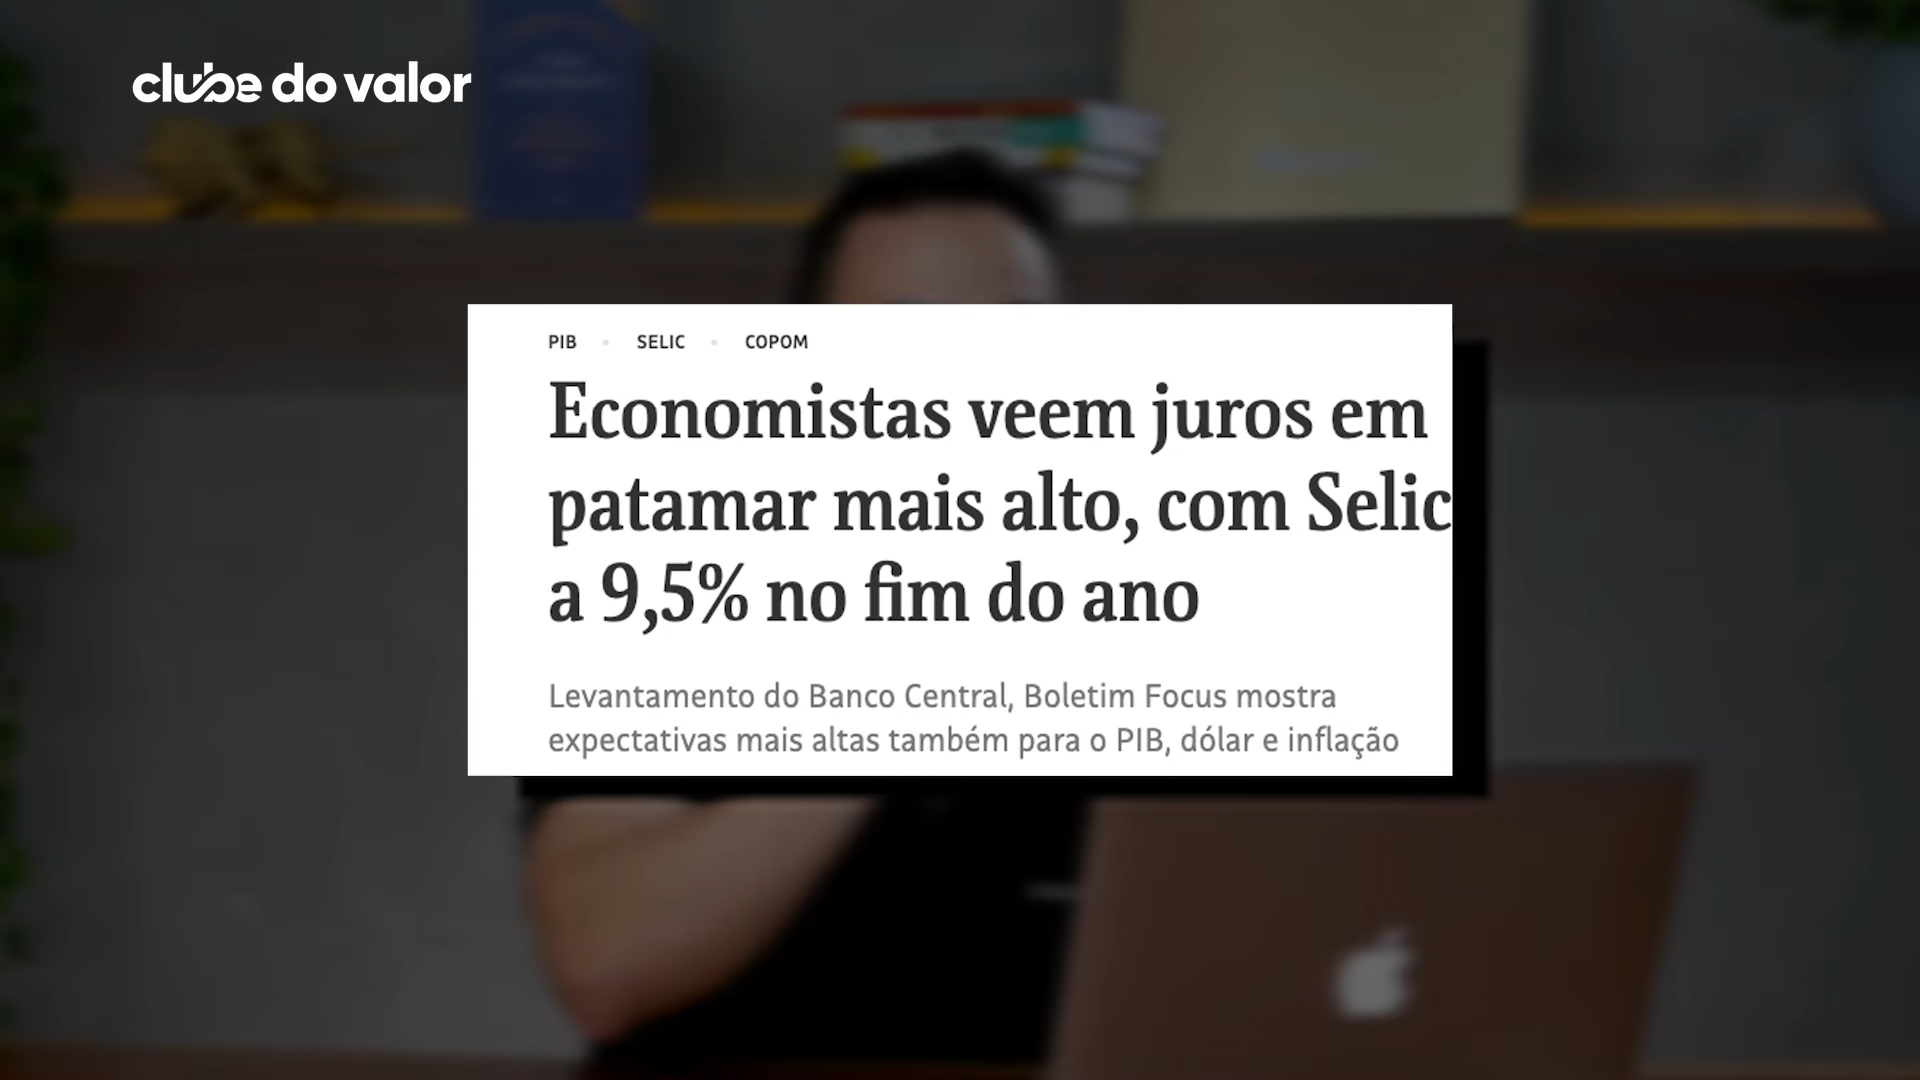 clube do valor
PIB • SELIC • COPOM
Economistas veem juros em
patamar mais alto, com Selic
a 9,5% no fim do ano
Levantamento do Banco Central, Boletim Focus mostra
expectativas mais altas também para o PIB, dólar e inflação